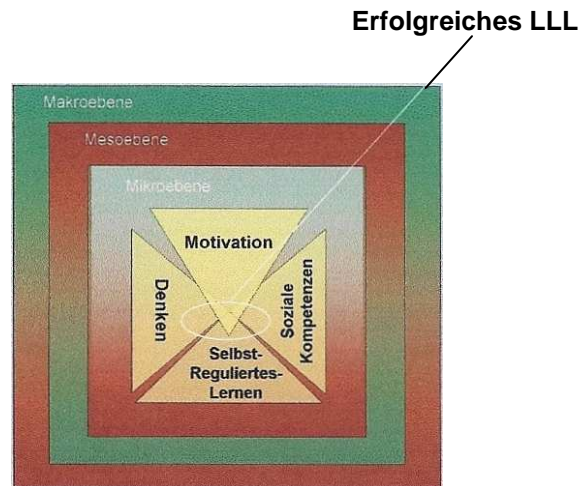 Erfolgreiches LLL
Makroebene
Mesoebene
Mikroebene
Motivation
Denken
Soziale
Kompetenzen
Selbst-
Reguliertes-
Lernen